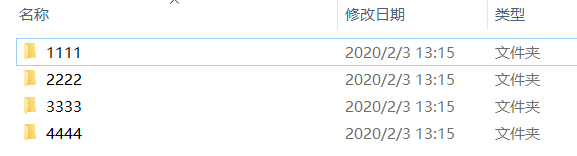 名称 修改日期 类型
1111 2020/2/3 13:15 文件夹
2222 2020/2/3 13:15 文件夹
3333 2020/2/3 13:15 文件夹
4444 2020/2/3 13:15 文件夹